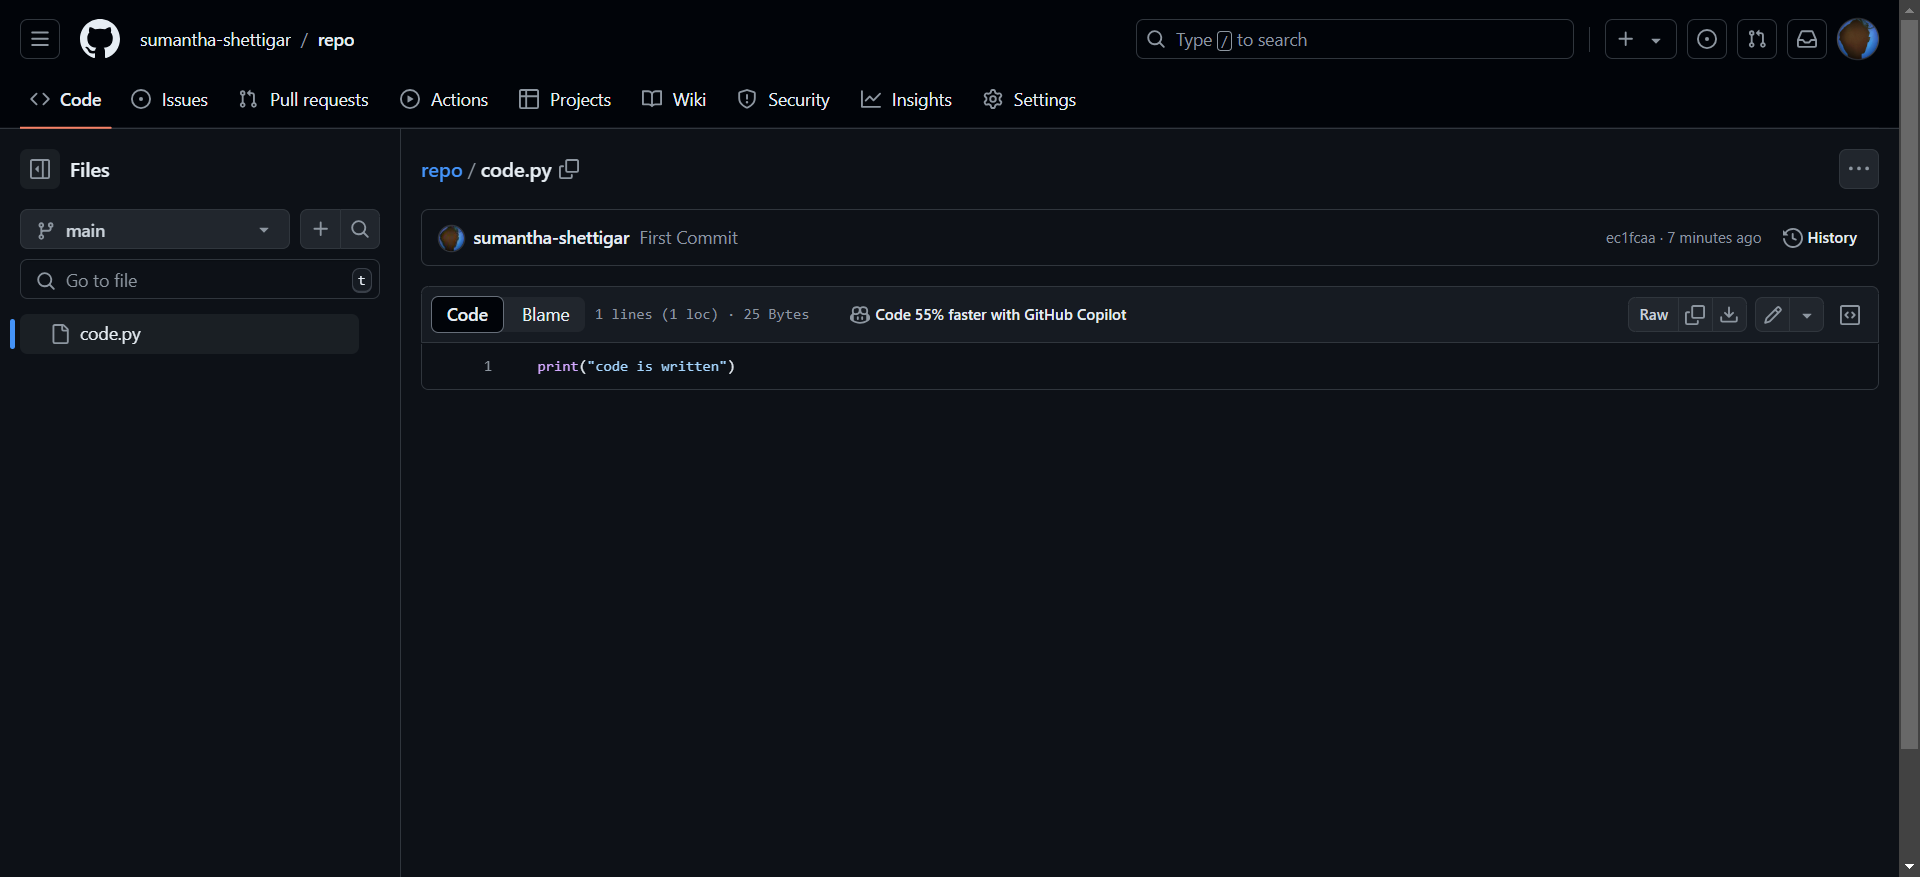 sumantha-shettigar / repo
Type / to search
Code Issues Pull requests Actions Projects Wiki Security Insights Settings
Files
main
Go to file t
code.py
repo / code.py
sumantha-shettigar First Commit
ec1fcaa · 7 minutes ago History
Code Blame 1 lines (1 loc) · 25 Bytes Code 55% faster with GitHub Copilot Raw
1 print("code is written")